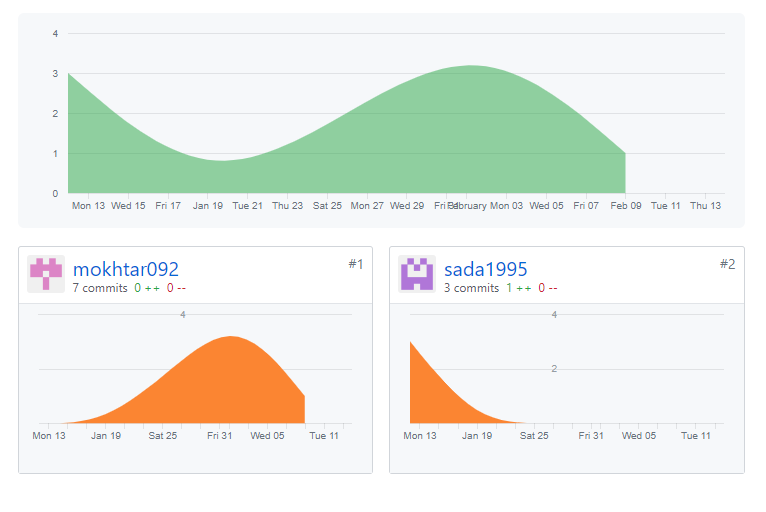 4
3
2
1
0
Mon 13 Wed 15 Fri 17 Jan 19 Tue 21 Thu 23 Sat 25 Mon 27 Wed 29 Fri 31 February Mon 03 Wed 05 Fri 07 Feb 09 Tue 11 Thu 13
mokhtar092 #1
7 commits 0 ++ 0 --
4
Mon 13 Jan 19 Sat 25 Fri 31 Wed 05 Tue 11
sada1995 #2
3 commits 1 ++ 0 --
4
2
Mon 13 Jan 19 Sat 25 Fri 31 Wed 05 Tue 11